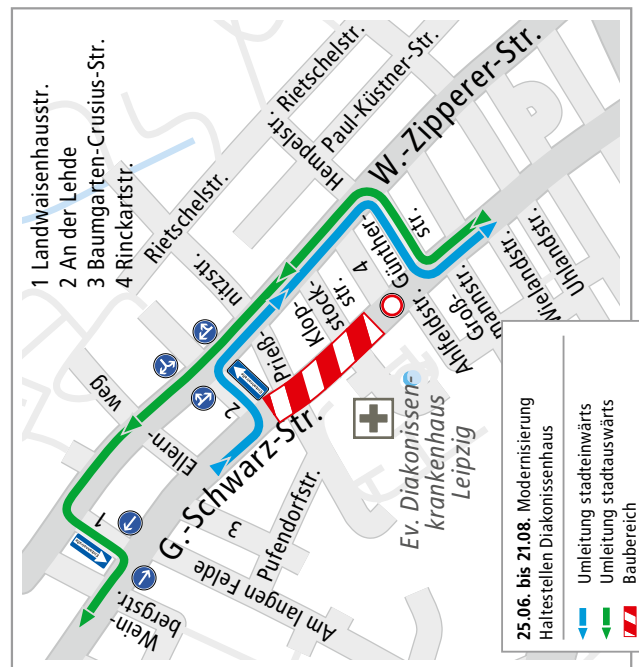 1 Landwaisenhausstr.
2 An der Lehde
3 Baumgarten-Crusius-Str.
4 Rinckartstr.
Rietschelstr.
Rietschelstr.
Hempelstr.
Paul-Küstner-Str.
W.-Zipperer-Str.
nitzstr.
Prieß-
Klop-
stock-
str.
4
Günther-
str.
weg
Ellern-
2
1
3
G.-Schwarz-Str.
Pufendorfstr.
Am langen Felde
Wein-
bergstr.
Ahlfeldstr.
Groß-
mannstr.
Wielandstr.
Uhlandstr.
Ev. Diakonissen-
krankenhaus
Leipzig
25.06. bis 21.08. Modernisierung
Haltestellen Diakonissenhaus
Umleitung stadteinwärts
Umleitung stadtauswärts
Baubereich